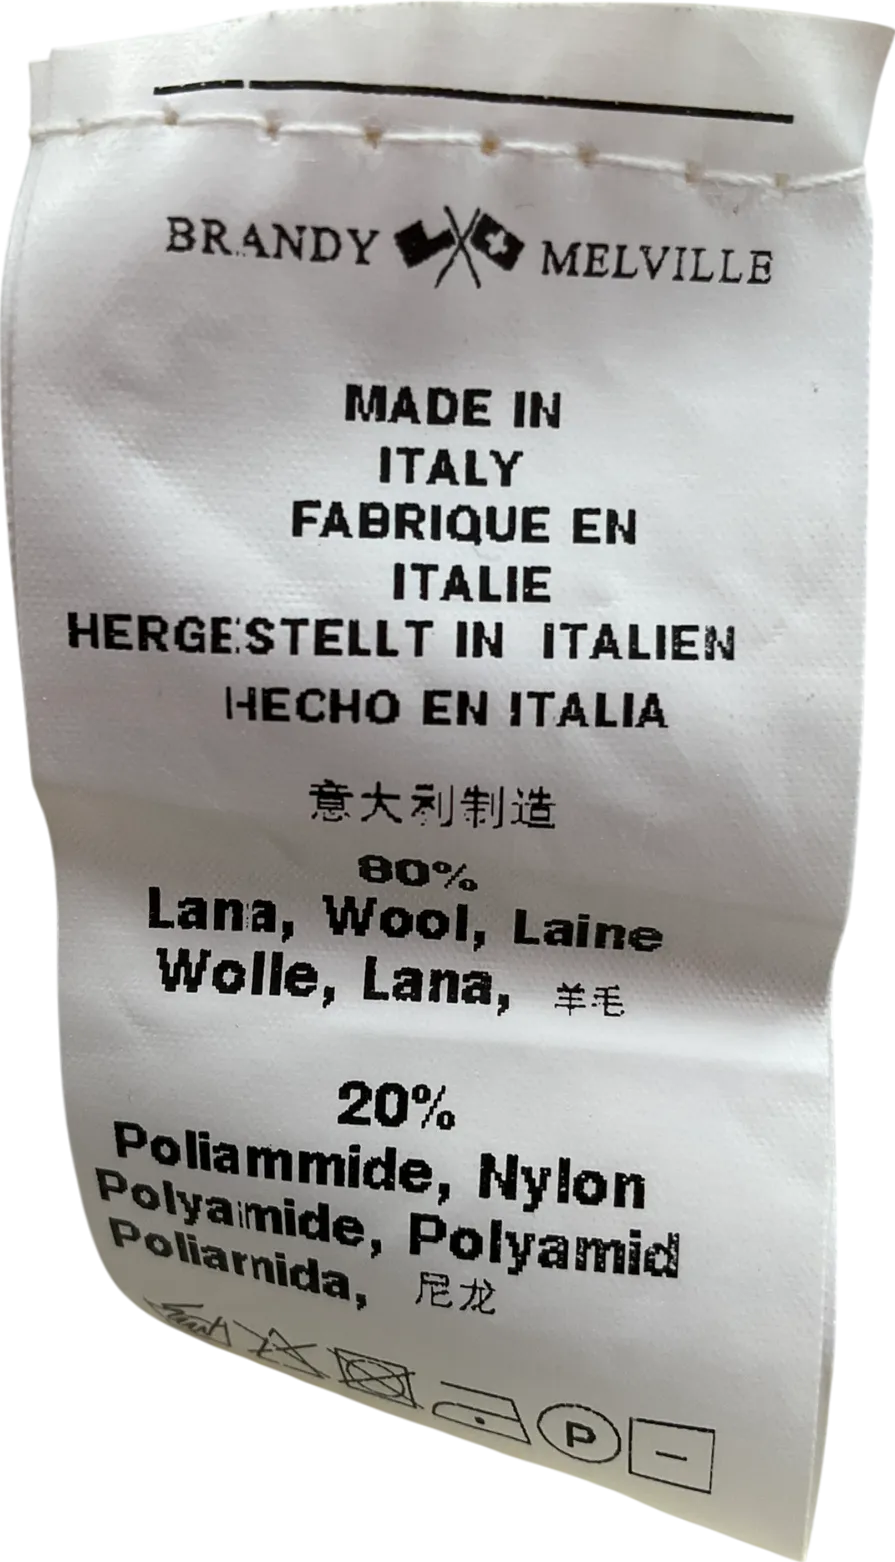 BRANDY MELVILLE
MADE IN
ITALY
FABRIQUE EN
ITALIE
HERGESTELLT IN ITALIEN
HECHO EN ITALIA
意大利制造
80%
Lana, Wool, Laine
Wolle, Lana, 羊毛
20%
Poliammide, Nylon
Polyamide, Polyamid
Poliarnida, 尼龙
P